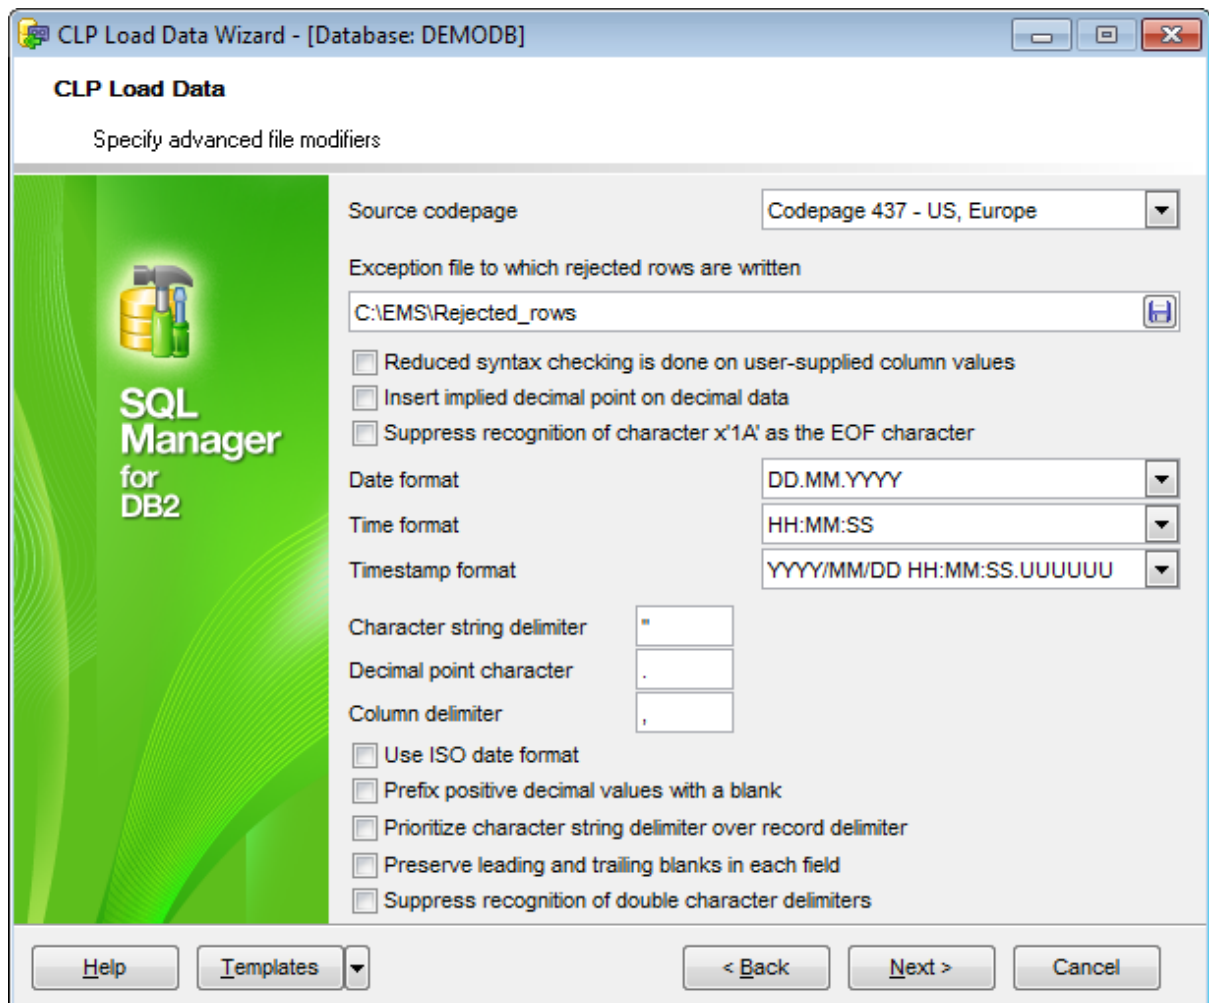 CLP Load Data Wizard - [Database: DEMODB]
CLP Load Data
Specify advanced file modifiers
Source codepage
Codepage 437 - US, Europe
Exception file to which rejected rows are written
C:\EMS\Rejected_rows
Reduced syntax checking is done on user-supplied column values
Insert implied decimal point on decimal data
Suppress recognition of character x'1A' as the EOF character
Date format
DD.MM.YYYY
Time format
HH:MM:SS
Timestamp format
YYYY/MM/DD HH:MM:SS.UUUUUU
Character string delimiter
"
Decimal point character
.
Column delimiter
,
Use ISO date format
Prefix positive decimal values with a blank
Prioritize character string delimiter over record delimiter
Preserve leading and trailing blanks in each field
Suppress recognition of double character delimiters
SQL
Manager
for
DB2
Help
Templates
< Back
Next >
Cancel